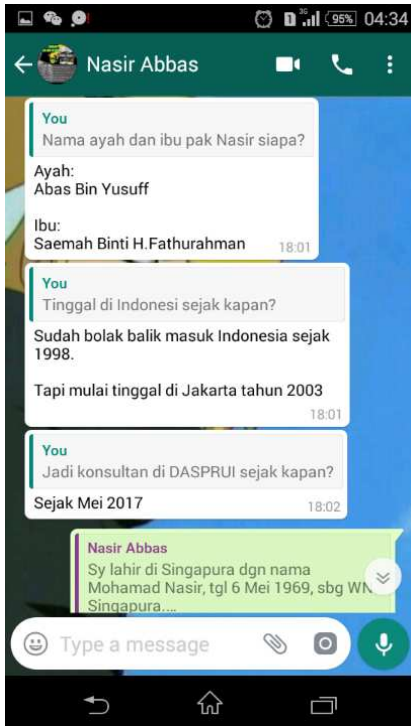 36
95% 04:34
Nasir Abbas
You
Nama ayah dan ibu pak Nasir siapa?
Ayah:
Abas Bin Yusuff
Ibu:
Saemah Binti H.Fathurahman 18:01
You
Tinggal di Indonesi sejak kapan?
Sudah bolak balik masuk Indonesia sejak
1998.
Tapi mulai tinggal di Jakarta tahun 2003
18:01
You
Jadi konsultan di DASPRUI sejak kapan?
Sejak Mei 2017 18:02
Nasir Abbas
Sy lahir di Singapura dgn nama
Mohamad Nasir, tgl 6 Mei 1969, sbg WN
Singapura....
Type a message